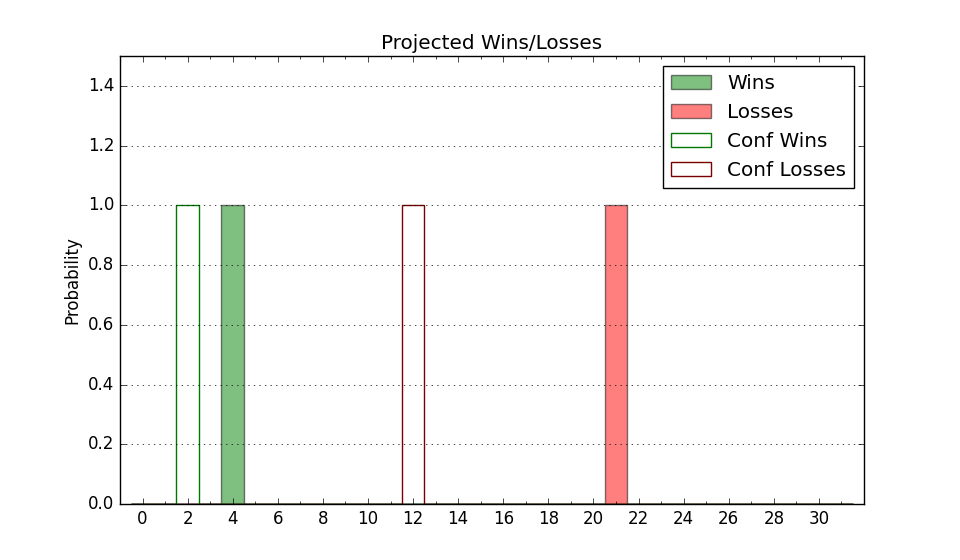 Projected Wins/Losses
Wins
Losses
Conf Wins
Conf Losses
Probability
1.4
1.2
1.0
0.8
0.6
0.4
0.2
0.0
0 2 4 6 8 10 12 14 16 18 20 22 24 26 28 30